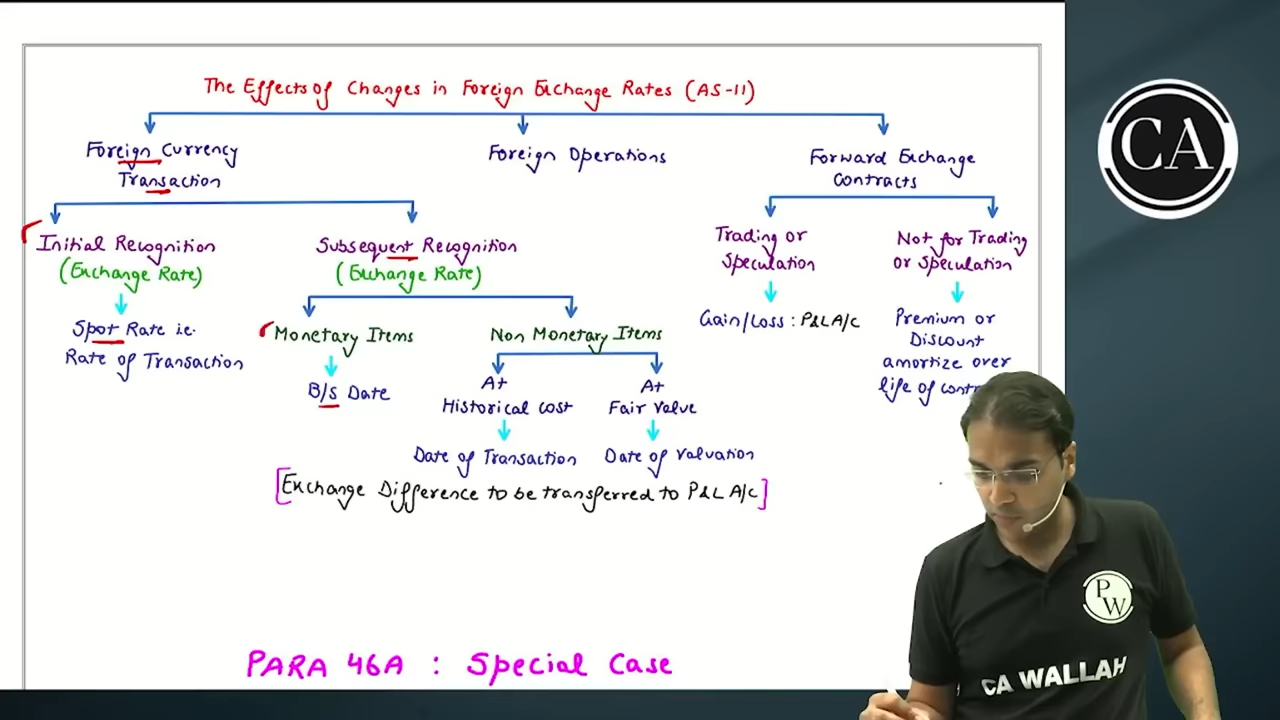 The Effects of Changes in Foreign Exchange Rates (AS-11)
Foreign Currency
Transaction
Foreign Operations
Forward Exchange
Contracts
Initial Recognition
(Exchange Rate)
Spot Rate i.e.
Rate of Transaction
Subsequent Recognition
(Exchange Rate)
Monetary Items
B/S Date
Non Monetary Items
At
Historical cost
Date of Transaction
At
Fair Value
Date of Valuation
[Exchange Difference to be transferred to P&L A/c]
Trading or
Speculation
Gain/Loss : P&L A/c
Not for Trading
or Speculation
Premium or
Discount
amortize over
life of
PARA 46A : Special Case
CA
PW
CA WALLAH